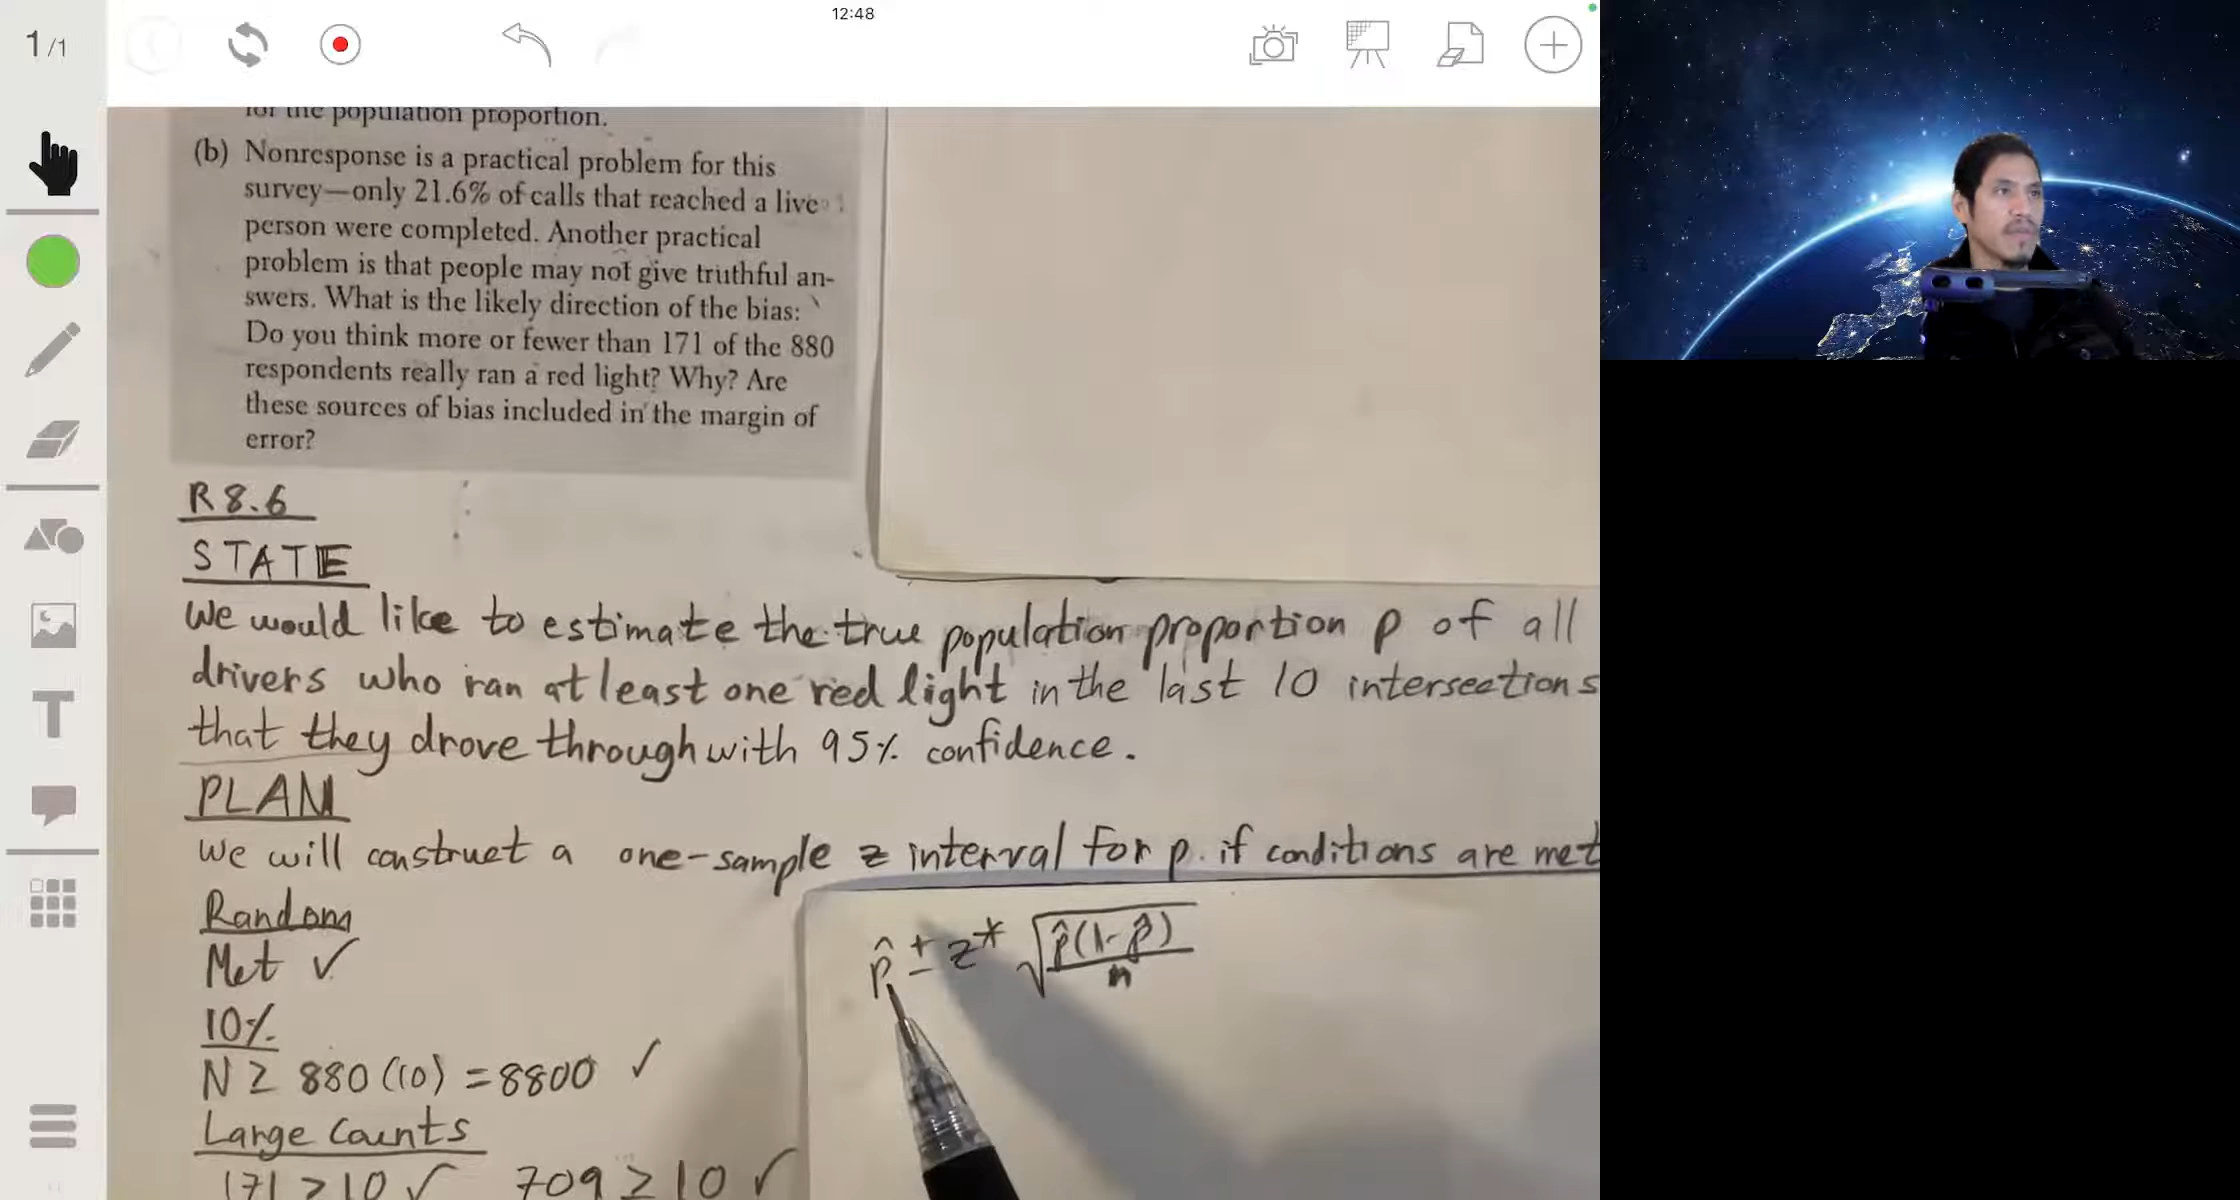 12:48
1/1
for the population proportion.
(b) Nonresponse is a practical problem for this
survey—only 21.6% of calls that reached a live
person were completed. Another practical
problem is that people may not give truthful an-
swers. What is the likely direction of the bias:
Do you think more or fewer than 171 of the 880
respondents really ran a red light? Why? Are
these sources of bias included in the margin of
error?
R8.6
STATE
We would like to estimate the true population proportion p of all
drivers who ran at least one red light in the last 10 intersections
that they drove through with 95% confidence.
PLAN
We will construct a one-sample z interval for p. if conditions are met
Random
Met ✓
p̂ ± z* √(p̂(1-p̂)/n)
10%
N ≥ 880(10) = 8800 ✓
Large Counts
171 ≥ 10 ✓ 709 ≥ 10 ✓
T